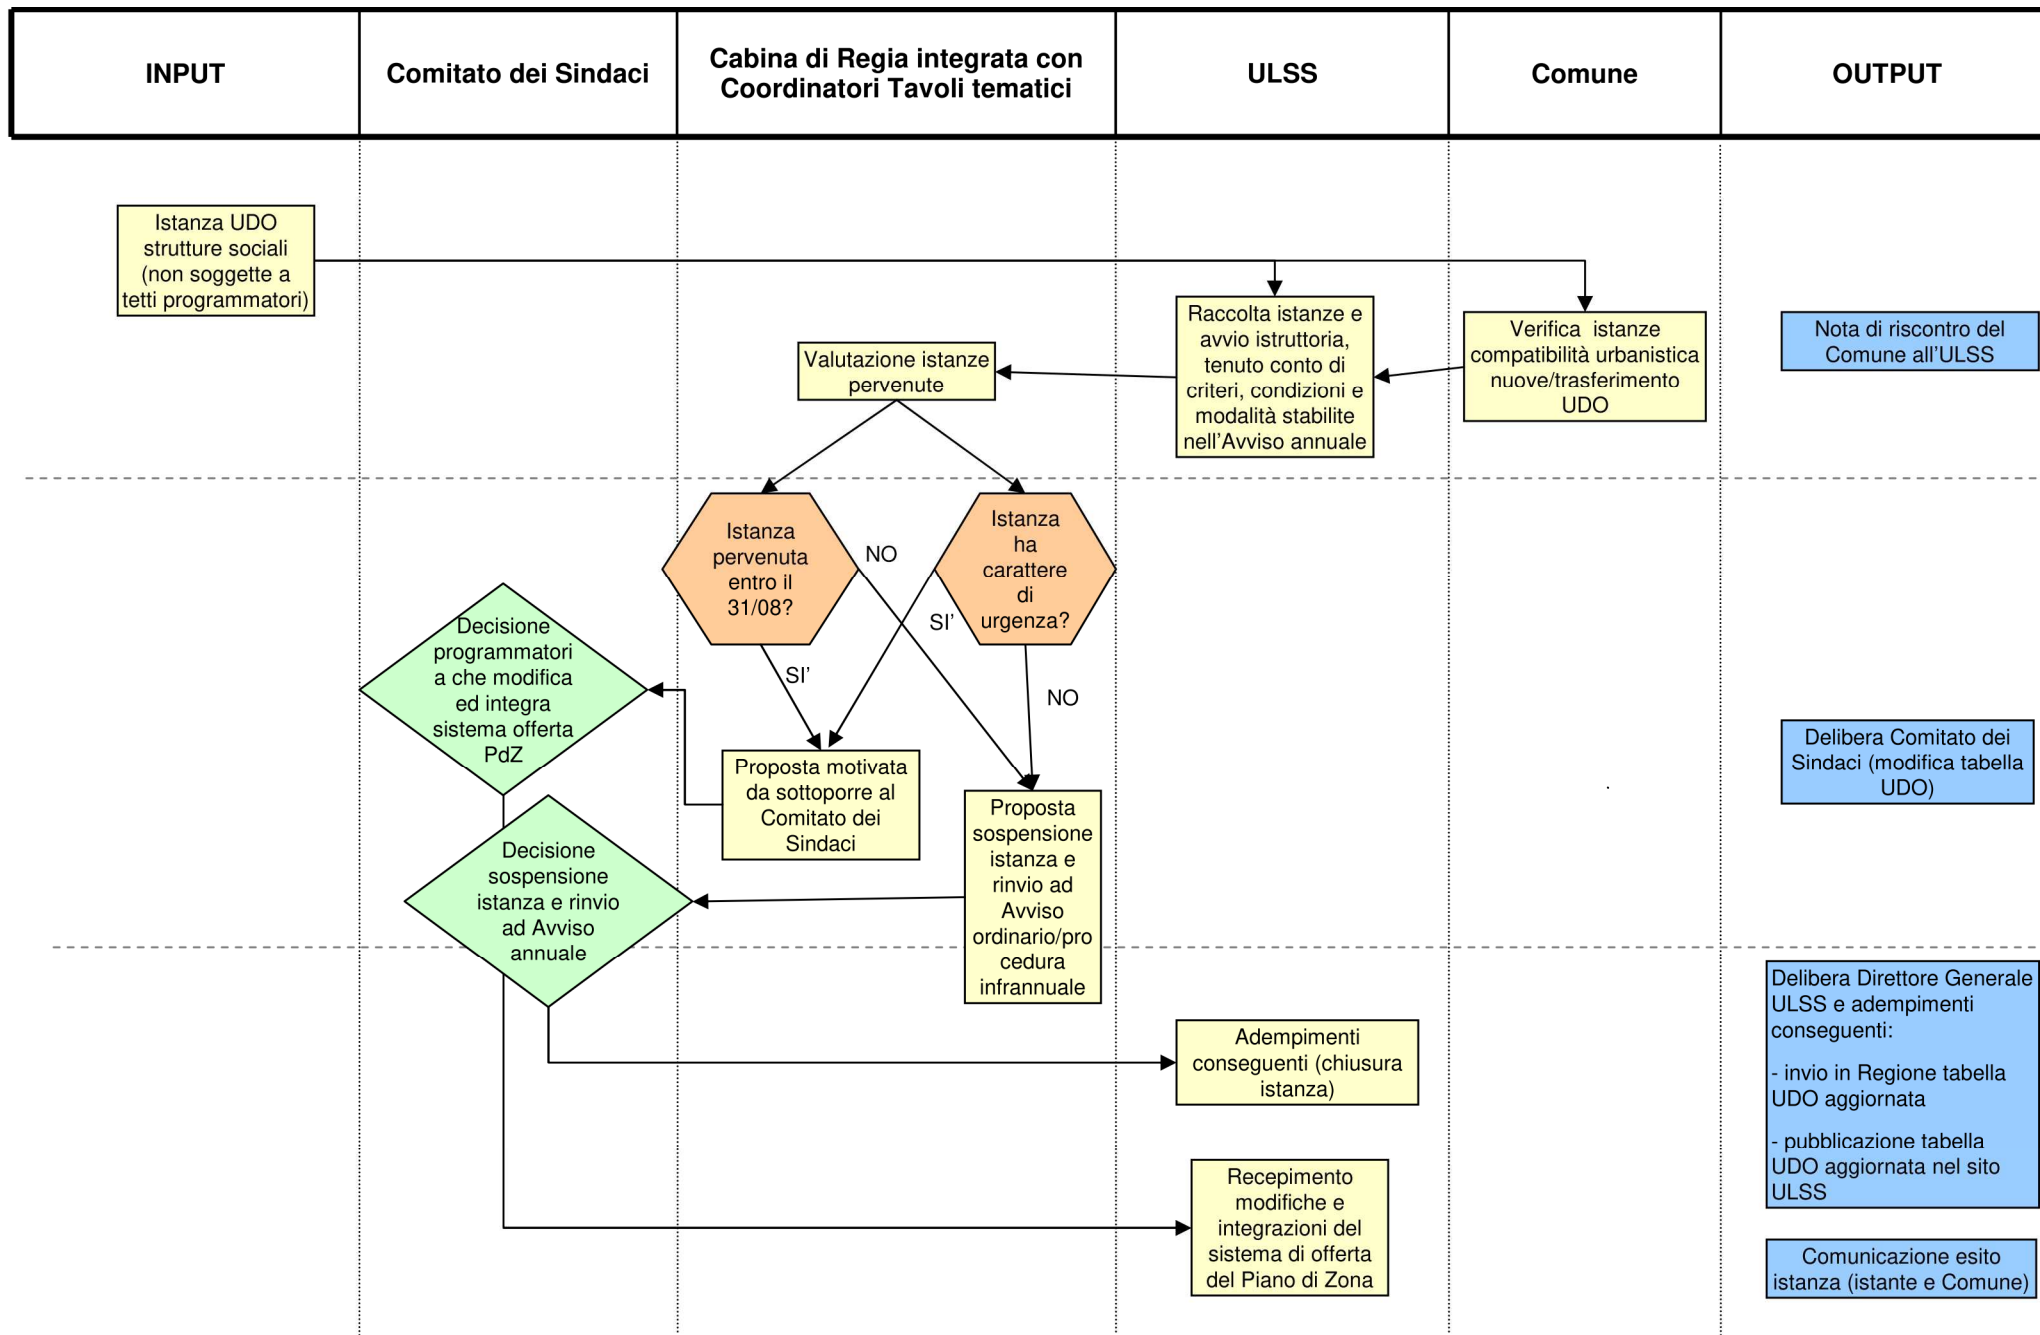 INPUT
Comitato dei Sindaci
Cabina di Regia integrata con
Coordinatori Tavoli tematici
ULSS
Comune
OUTPUT
Istanza UDO
strutture sociali
(non soggette a
tetti programmatori)
Raccolta istanze e
avvio istruttoria,
tenuto conto di
criteri, condizioni e
modalità stabilite
nell'Avviso annuale
Verifica istanze
compatibilità urbanistica
nuove/trasferimento
UDO
Nota di riscontro del
Comune all'ULSS
Valutazione istanze
pervenute
Istanza
pervenuta
entro il
31/08?
NO
Istanza
ha
carattere
di
urgenza?
SI'
SI'
NO
Decisione
programmatori
a che modifica
ed integra
sistema offerta
PdZ
Proposta motivata
da sottoporre al
Comitato dei
Sindaci
Delibera Comitato dei
Sindaci (modifica tabella
UDO)
Decisione
sospensione
istanza e rinvio
ad Avviso
annuale
Proposta
sospensione
istanza e
rinvio ad
Avviso
ordinario/pro
cedura
infrannuale
Delibera Direttore Generale
ULSS e adempimenti
conseguenti:
- invio in Regione tabella
UDO aggiornata
- pubblicazione tabella
UDO aggiornata nel sito
ULSS
Adempimenti
conseguenti (chiusura
istanza)
Recepimento
modifiche e
integrazioni del
sistema di offerta
del Piano di Zona
Comunicazione esito
istanza (istante e Comune)